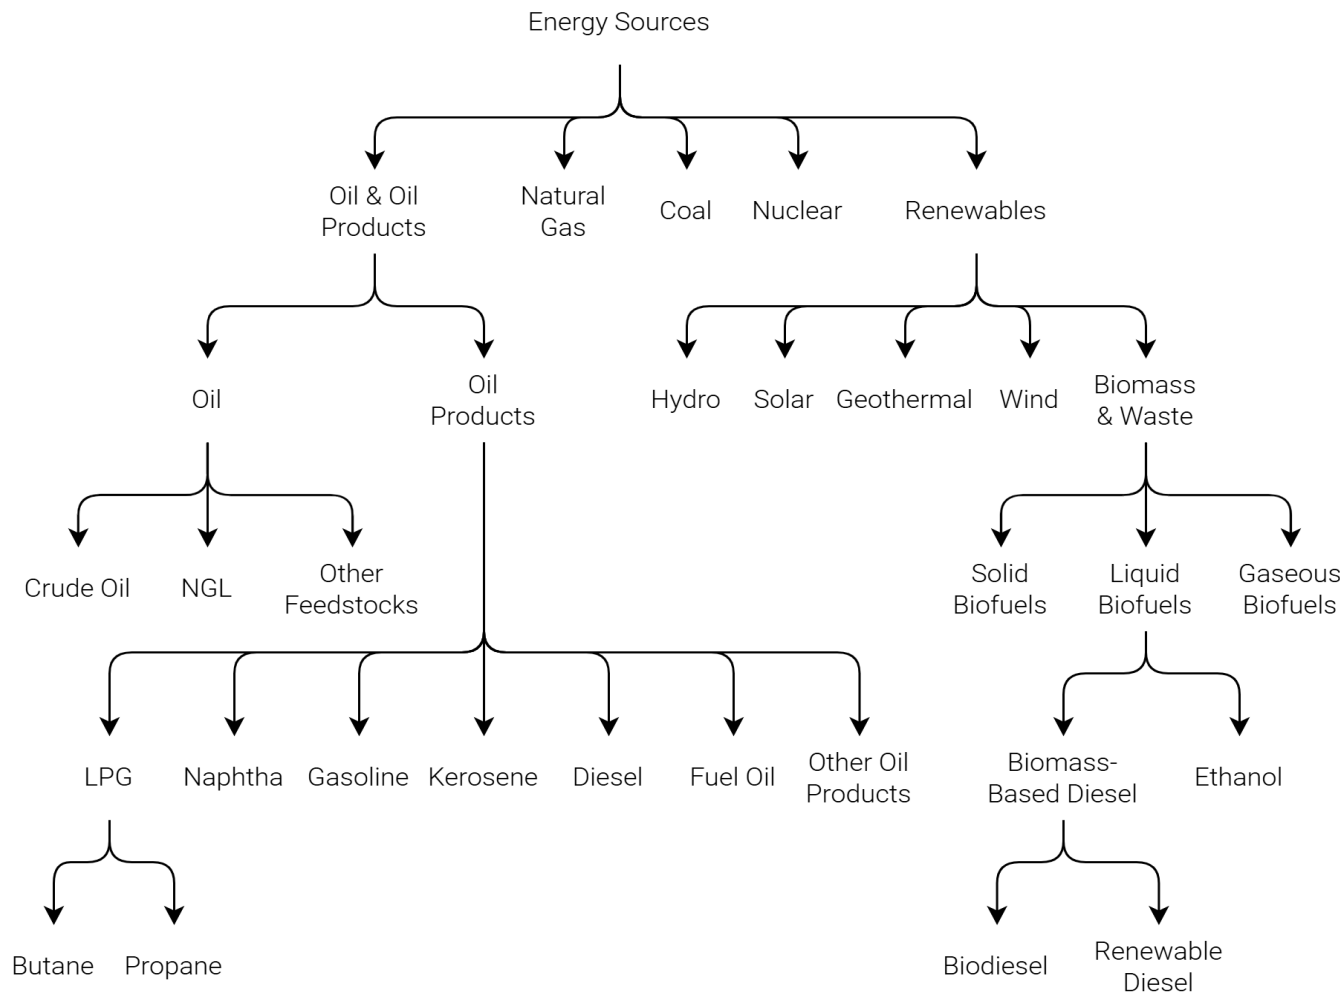 Energy Sources
Oil & Oil
Products
Natural
Gas
Coal
Nuclear
Renewables
Oil
Oil
Products
Hydro
Solar
Geothermal
Wind
Biomass
& Waste
Crude Oil
NGL
Other
Feedstocks
Solid
Biofuels
Liquid
Biofuels
Gaseous
Biofuels
LPG
Naphtha
Gasoline
Kerosene
Diesel
Fuel Oil
Other Oil
Products
Biomass-
Based Diesel
Ethanol
Butane
Propane
Biodiesel
Renewable
Diesel